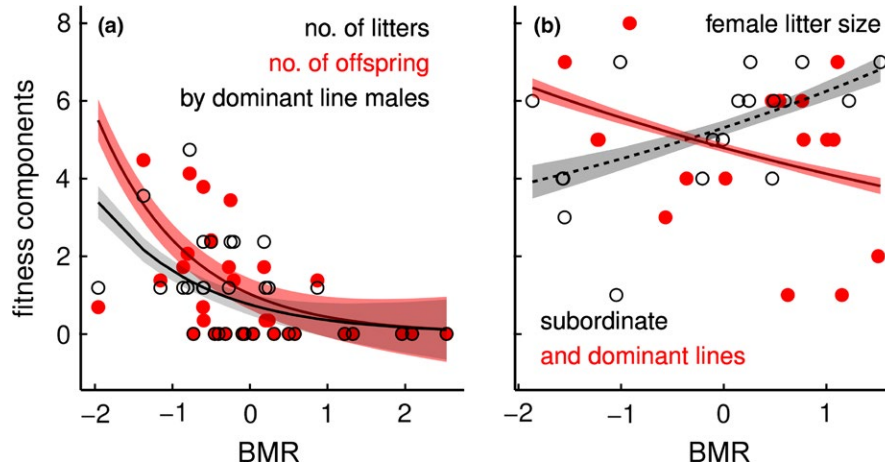 (a)
no. of litters
no. of offspring
by dominant line males
fitness components
8
6
4
2
0
−2
−1
0
1
2
BMR
(b)
female litter size
subordinate
and dominant lines
−2
−1
0
1
BMR